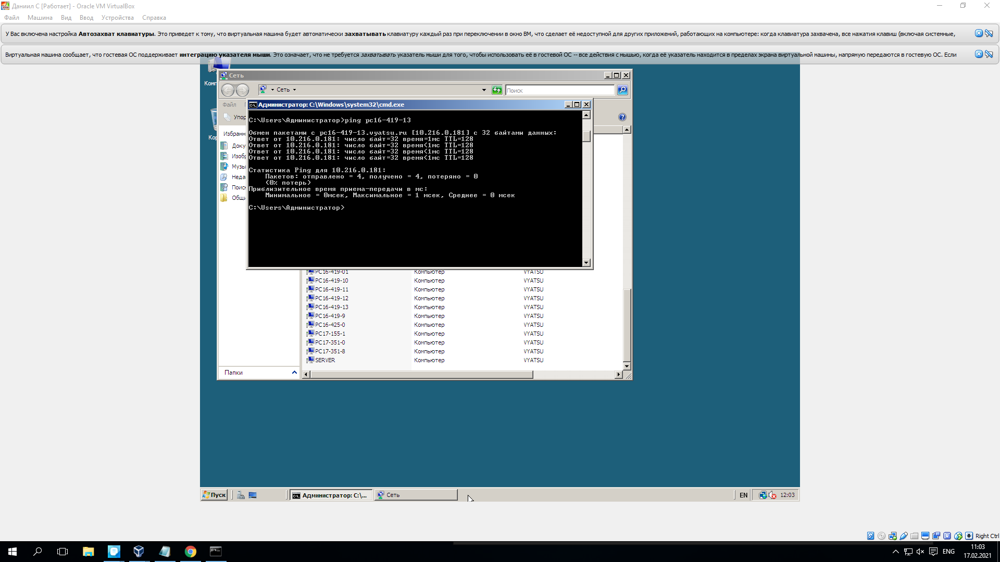 Даниил С [Работает] - Oracle VM VirtualBox
Файл Машина Вид Ввод Устройства Справка
У Вас включена настройка Автозахват клавиатуры. Это приведет к тому, что виртуальная машина будет автоматически захватывать клавиатуру каждый раз при переключении в окно ВМ, что сделает её недоступной для других приложений, работающих на компьютере: когда клавиатура захвачена, все нажатия клавиш (включая системные,
Виртуальная машина сообщает, что гостевая ОС поддерживает интеграцию указателя мыши. Это означает, что не требуется захватывать указатель мыши для того, чтобы использовать её в гостевой ОС -- все действия с мышью, когда её указатель находится в пределах экрана виртуальной машины, напрямую передаются в гостевую ОС. Если
Сеть
Сеть
Поиск
Файл
Администратор: C:\Windows\system32\cmd.exe
C:\Users\Администратор>ping pc16-419-13
Обмен пакетами с pc16-419-13.vyatsu.ru [10.216.0.181] с 32 байтами данных:
Ответ от 10.216.0.181: число байт=32 время=1мс TTL=128
Ответ от 10.216.0.181: число байт=32 время<1мс TTL=128
Ответ от 10.216.0.181: число байт=32 время<1мс TTL=128
Ответ от 10.216.0.181: число байт=32 время<1мс TTL=128
Статистика Ping для 10.216.0.181:
Пакетов: отправлено = 4, получено = 4, потеряно = 0
(0% потерь)
Приблизительное время приема-передачи в мс:
Минимальное = 0мсек, Максимальное = 1 мсек, Среднее = 0 мсек
C:\Users\Администратор>
Упор
Избранн
Доку
Изобр
Музы
Неда
Поиск
Общи
PC16-419-01 Компьютер VYATSU
PC16-419-10 Компьютер VYATSU
PC16-419-11 Компьютер VYATSU
PC16-419-12 Компьютер VYATSU
PC16-419-13 Компьютер VYATSU
PC16-419-9 Компьютер VYATSU
PC16-425-0 Компьютер VYATSU
PC17-155-1 Компьютер VYATSU
PC17-351-0 Компьютер VYATSU
PC17-351-8 Компьютер VYATSU
SERVER Компьютер VYATSU
Папки
Пуск
Администратор: C:\...
Сеть
EN
12:03
Right Ctrl
ENG
11:03
17.02.2021